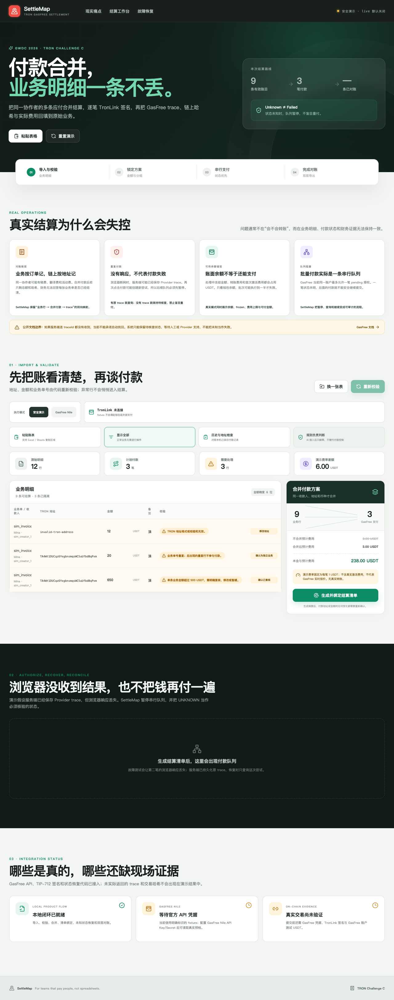 SettleMap
TRON GASFREE SETTLEMENT
现实痛点
结算工作台
故障恢复
安全演示 · live 默认关闭
GWDC 2026 · TRON CHALLENGE C
付款合并，
业务明细一条不丢。
把同一协作者的多条应付合并结算，逐笔 TronLink 签名，再把 GasFree trace、链上哈
希与实际费用回填到原始业务。
粘贴表格
重置演示
本次结算路线
9
条有效账目
3
笔付款
—
条已对账
Unknown ≠ Failed
状态未知时，队列暂停，不盲目重付。
01
导入与校验
业务明细
02
锁定方案
金额与分组
03
串行支付
状态优先
04
完成对账
双层导出
REAL OPERATIONS
真实结算为什么会失控
问题通常不在“会不会转账”，而在业务明细、付款状态和财务证据无法保持一致。
对账断层
业务按订单记，链上按地址记
同一协作者可能有稿费、翻译费和活动费。合并付款后若
只剩总额和哈希，财务无法回答每张业务单是否已经结
清。
SettleMap 保留“业务行 → 合并付款 → trace”的双向映射。
重复付款
没有响应，不代表付款失败
浏览器断网时，服务端可能已经保存 Provider trace。再
次点击付款可能创建新尝试，所以后续队列必须先暂停。
有原 trace 就查询；没有 trace 就保持待核查，禁止盲目重
付。
可用余额错觉
账面余额不等于还能支付
处理中冻结金额、转账费用和首次激活费用都会占用
USDT。只看钱包余额，批次可能执行到一半才失败。
真实模式同时展示余额、frozen、费用上限与可付金额。
队列阻塞
批量付款实际是一条串行队列
GasFree 当前同一账户最多允许一笔 pending 授权。一
笔状态未明，后面的付款就不能安全继续提交。
SettleMap 把暂停、查询和继续变成可审计的流程。
公开文档边界：如果服务端连 traceId 都没有收到，当前不能承诺自动找回。系统只能保留待核查状态，等待人工或 Provider 支持，不能把未知当作失败。
GasFree 文档
01 · IMPORT & VALIDATE
先把账看清楚，再谈付款
地址、金额和业务单号由代码重新校验；异常行不会悄悄进入结算。
换一张表
重新校验
执行模式
安全演示
GasFree Nile
TronLink 未连接
fixture 不会调起钱包或外部支付
粘贴账表
支持 Excel / Sheets 复制区域
显示全部
正常业务无需逐行操作
历史与地址检查
对照本机已保存付款记录
规则负责判断
AI 接入后只解释，不替代付款控制
原始明细
12 行
计划付款
3 笔
需要处理
3 行
演示费率差额
6.00 USDT
业务明细
9 条可结算 · 3 条已隔离
金额精度 6 位
业务单 / 收
款人
TRON 地址
金额
备
注
校验
sim_invoice
Mina ·
sim_creator_1
invalid-tron-address
12
USDT
演
TRON 地址格式或校验和无效。
修改地址
sim_invoice
Mina ·
sim_creator_1
TA4Wt1DUCqz6YegbnsmqsWC5uUfbdBqPxm
20
USDT
演
业务单号重复；后出现的重复行不参与付款。
确认为独立业务
sim_invoice
Mina ·
sim_creator_1
TA4Wt1DUCqz6YegbnsmqsWC5uUfbdBqPxm
650
USDT
演
单条业务金额超过 500 USDT，需明确复核、修改或暂缓。
确认已复核
合并付款方案
同一收款人、地址和币种才合并
9
业务行
3
GasFree 支付
不合并预计费用
9.00 USDT
合并后预计费用
3.00 USDT
本金与预计费用
238.00 USDT
演示费率固定为每笔 1 USDT；不含真实激活费用，不代表
GasFree 实时报价。无真实转账。
生成并绑定结算清单
生成摘要后，付款地址或金额的任何变化都需要重新确认。
02 · AUTHORIZE, RECOVER, RECONCILE
浏览器没收到结果，也不把钱再付一遍
演示假设服务端已经保存 Provider trace，但浏览器响应丢失。SettleMap 暂停串行队列，并把 UNKNOWN 当作
必须核验的状态。
生成结算清单后，这里会出现付款队列
故障测试会让第二笔的浏览器响应丢失；服务端已持久化原 trace，恢复时只查询这次尝试。
03 · INTEGRATION STATUS
哪些是真的，哪些还缺现场证据
GasFree API、TIP-712 签名和状态恢复代码已接入；未实际返回的 trace 和交易哈希不会出现在演示结果中。
LOCAL PRODUCT FLOW
本地闭环已就绪
导入、校验、合并、清单绑定、未知状态恢复和双层对账。
GASFREE NILE
等待官方 API 凭据
当前使用明确标识的 fixture；配置 GasFree Nile API
Key/Secret 后可读取真实预检。
ON-CHAIN EVIDENCE
真实交易尚未验证
提交前还需 GasFree 凭据、TronLink 签名与 GasFree 账户
测试 USDT。
SettleMap
For teams that pay people, not spreadsheets.
TRON Challenge C